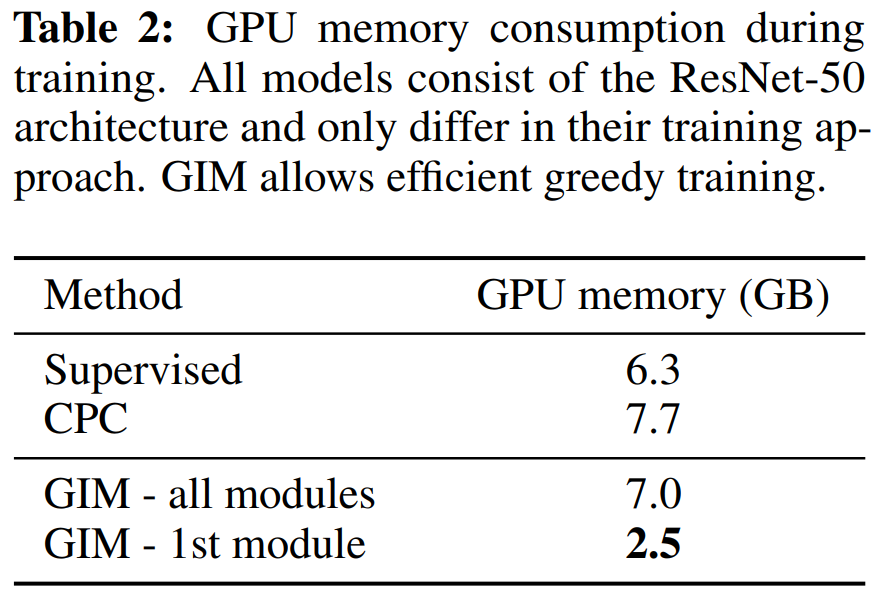 Table 2: GPU memory consumption during
training. All models consist of the ResNet-50
architecture and only differ in their training ap-
proach. GIM allows efficient greedy training.
Method GPU memory (GB)
Supervised 6.3
CPC 7.7
GIM - all modules 7.0
GIM - 1st module 2.5